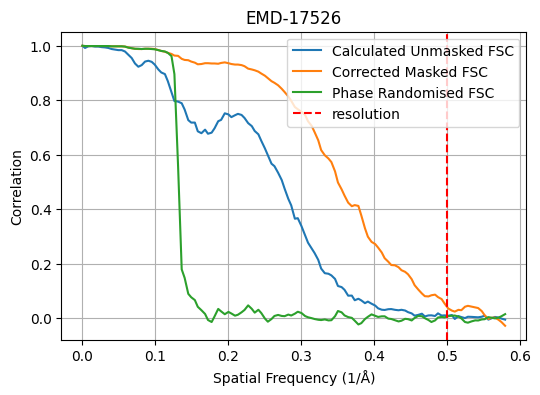 EMD-17526
Calculated Unmasked FSC
Corrected Masked FSC
Phase Randomised FSC
resolution
Correlation
1.0
0.8
0.6
0.4
0.2
0.0
0.0 0.1 0.2 0.3 0.4 0.5 0.6
Spatial Frequency (1/Å)